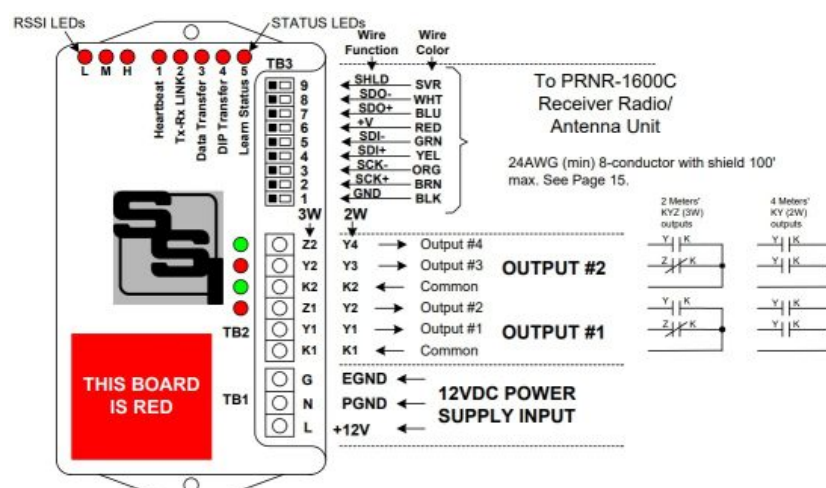 RSSI LEDs
STATUS LEDs
L M H 1 2 3 4 5
Heartbeat
Tx-Rx LINK
Data Transfer
DIP Transfer
Learn Status
TB3
Wire Function
Wire Color
9 SHLD SVR
8 SDO- WHT
7 SDO+ BLU
6 +V RED
5 SDI- GRN
4 SDI+ YEL
3 SCK- ORG
2 SCK+ BRN
1 GND BLK
To PRNR-1600C
Receiver Radio/
Antenna Unit
24AWG (min) 8-conductor with shield 100'
max. See Page 15.
SSI
3W 2W
Z2 Y4 Output #4
Y2 Y3 Output #3
K2 K2 Common
OUTPUT #2
Z1 Y2 Output #2
Y1 Y1 Output #1
K1 K1 Common
OUTPUT #1
TB2
2 Meters'
KYZ (3W)
outputs
Y K
Z K
Y K
Z K
4 Meters'
KY (2W)
outputs
Y K
Y K
Y K
Y K
THIS BOARD
IS RED
TB1
G EGND
N PGND
L +12V
12VDC POWER
SUPPLY INPUT